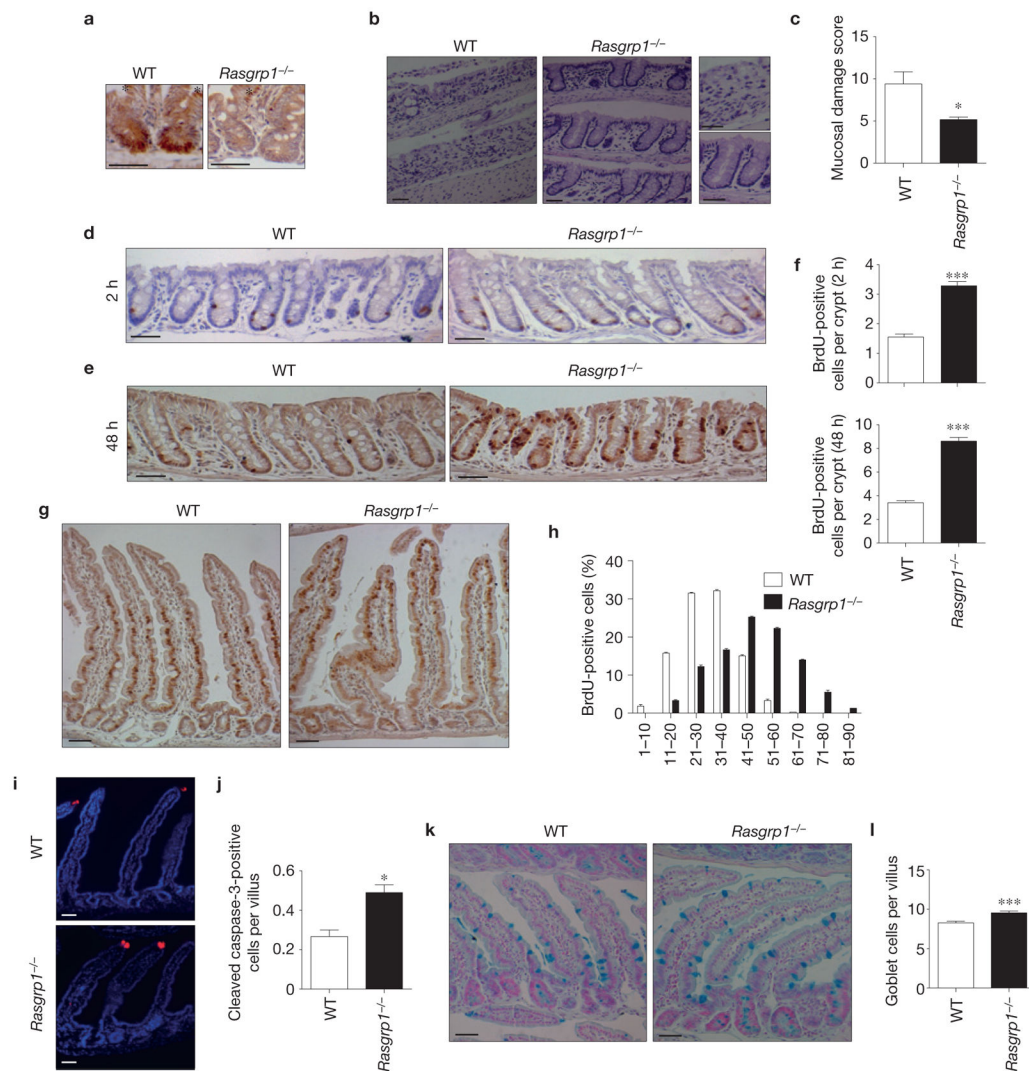 a
WT
Rasgrp1–/–
*
*
*
b
WT
Rasgrp1–/–
c
Mucosal damage score
15
10
5
0
*
WT
Rasgrp1–/–
d
WT
Rasgrp1–/–
2 h
e
WT
Rasgrp1–/–
48 h
f
BrdU-positive
cells per crypt (2 h)
4
3
2
1
0
***
BrdU-positive
cells per crypt (48 h)
10
8
6
4
2
0
***
WT
Rasgrp1–/–
g
WT
Rasgrp1–/–
h
BrdU-positive cells (%)
40
30
20
10
0
WT
Rasgrp1–/–
1–10
11–20
21–30
31–40
41–50
51–60
61–70
71–80
81–90
i
WT
Rasgrp1–/–
j
Cleaved caspase-3-positive
cells per villus
0.6
0.4
0.2
0
*
WT
Rasgrp1–/–
k
WT
Rasgrp1–/–
l
Goblet cells per villus
15
10
5
0
***
WT
Rasgrp1–/–